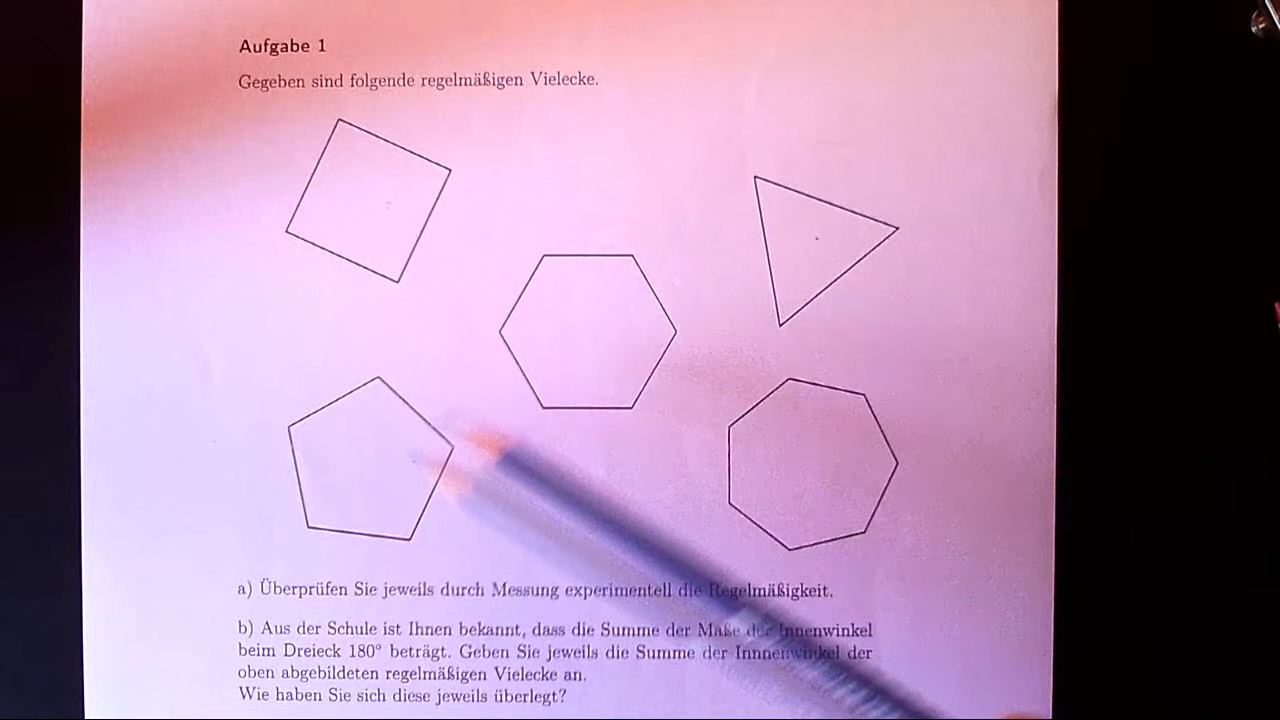 Aufgabe 1
Gegeben sind folgende regelmäßigen Vielecke.
a) Überprüfen Sie jeweils durch Messung experimentell die Regelmäßigkeit.
b) Aus der Schule ist Ihnen bekannt, dass die Summe der Maße der Innenwinkel
beim Dreieck 180° beträgt. Geben Sie jeweils die Summe der Innnenwinkel der
oben abgebildeten regelmäßigen Vielecke an.
Wie haben Sie sich diese jeweils überlegt?